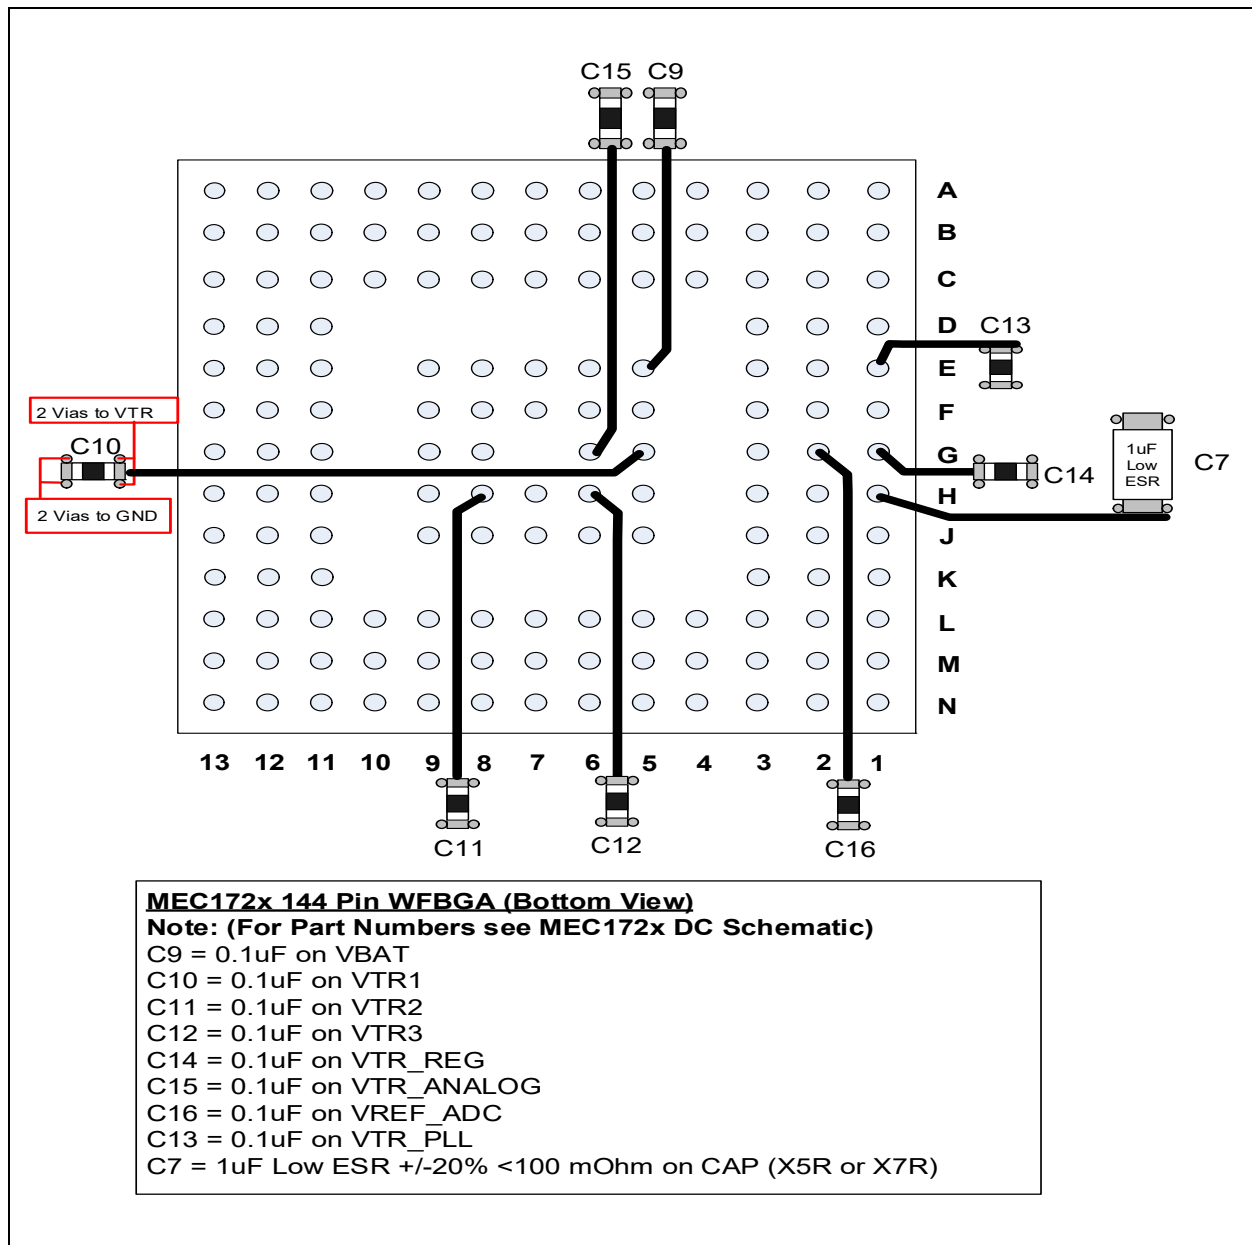 C15 C9
A
B
C
D
C13
E
2 Vias to VTR
F
C10
G
1uF
Low
ESR
C7
C14
H
2 Vias to GND
J
K
L
M
N
13 12 11 10 9 8 7 6 5 4 3 2 1
C11 C12 C16
MEC172x 144 Pin WFBGA (Bottom View)
Note: (For Part Numbers see MEC172x DC Schematic)
C9 = 0.1uF on VBAT
C10 = 0.1uF on VTR1
C11 = 0.1uF on VTR2
C12 = 0.1uF on VTR3
C14 = 0.1uF on VTR_REG
C15 = 0.1uF on VTR_ANALOG
C16 = 0.1uF on VREF_ADC
C13 = 0.1uF on VTR_PLL
C7 = 1uF Low ESR +/-20% <100 mOhm on CAP (X5R or X7R)